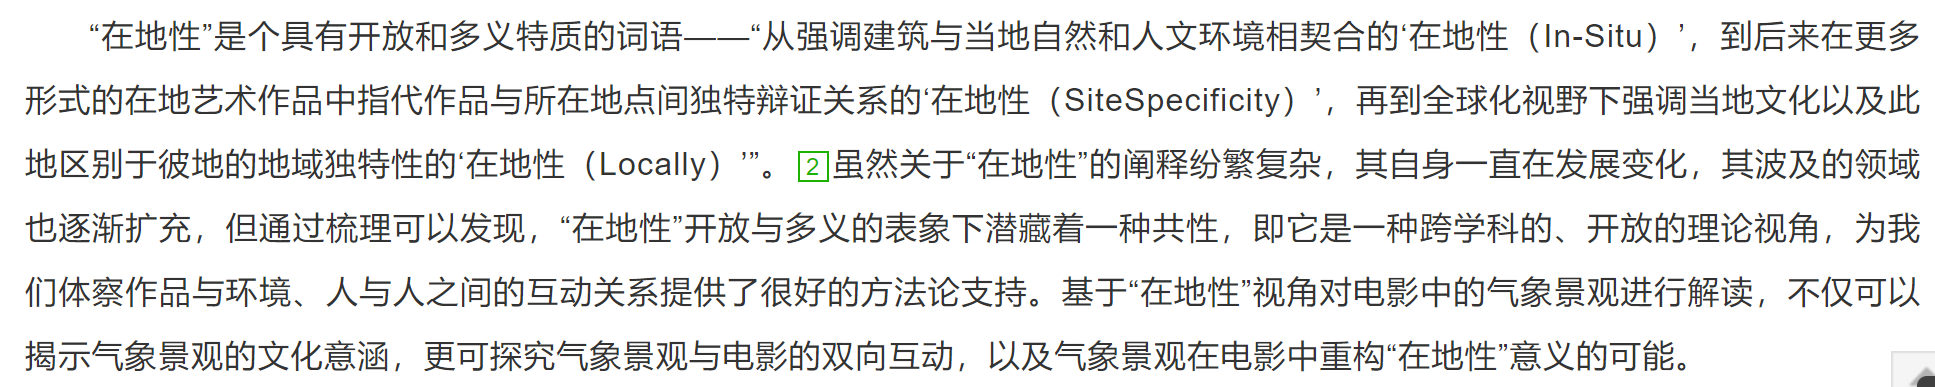 “在地性”是个具有开放和多义特质的词语——“从强调建筑与当地自然和人文环境相契合的‘在地性（In-Situ）’，到后来在更多
形式的在地艺术作品中指代作品与所在地点间独特辩证关系的‘在地性（SiteSpecificity）’，再到全球化视野下强调当地文化以及此
地区别于彼地的地域独特性的‘在地性（Locally）’”。2虽然关于“在地性”的阐释纷繁复杂，其自身一直在发展变化，其波及的领域
也逐渐扩充，但通过梳理可以发现，“在地性”开放与多义的表象下潜藏着一种共性，即它是一种跨学科的、开放的理论视角，为我
们体察作品与环境、人与人之间的互动关系提供了很好的方法论支持。基于“在地性”视角对电影中的气象景观进行解读，不仅可以
揭示气象景观的文化意涵，更可探究气象景观与电影的双向互动，以及气象景观在电影中重构“在地性”意义的可能。